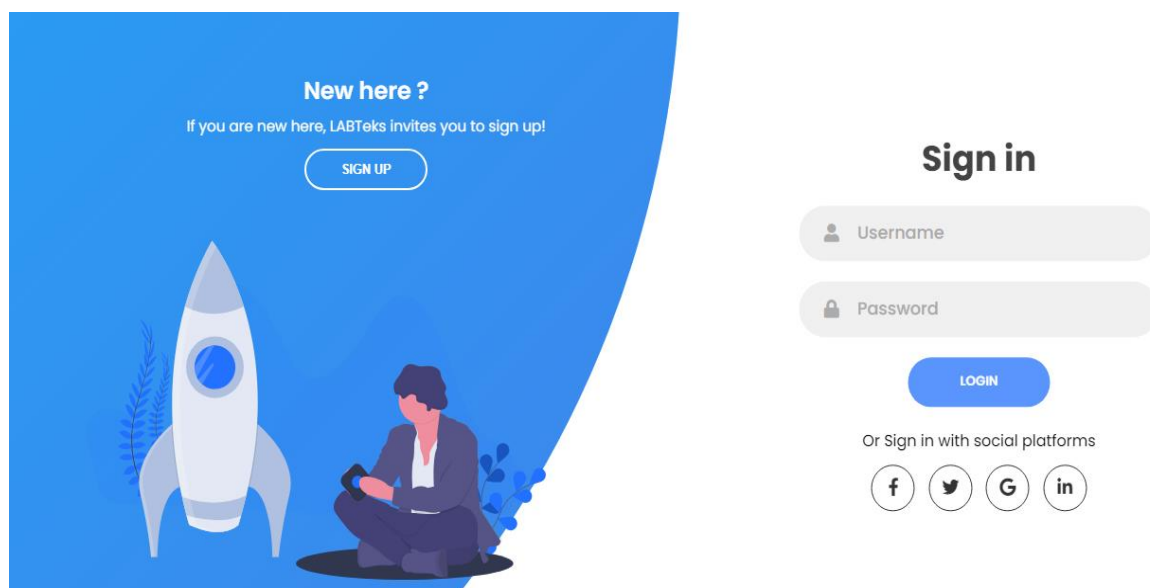 New here ?
If you are new here, LABTeks invites you to sign up!
SIGN UP
Sign in
Username
Password
LOGIN
Or Sign in with social platforms
f
G
in